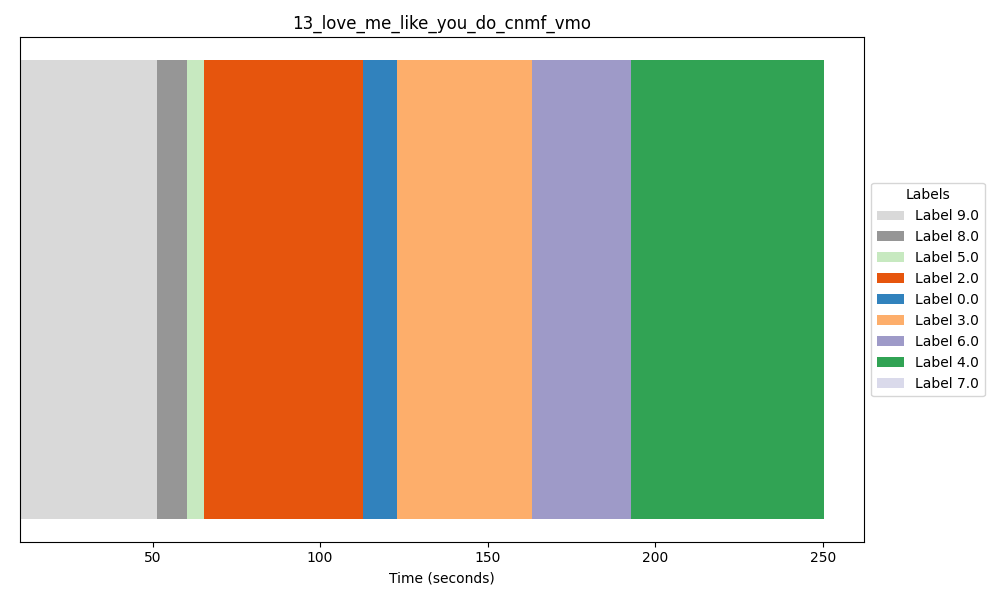 13_love_me_like_you_do_cnmf_vmo
Labels
Label 9.0
Label 8.0
Label 5.0
Label 2.0
Label 0.0
Label 3.0
Label 6.0
Label 4.0
Label 7.0
50 100 150 200 250
Time (seconds)